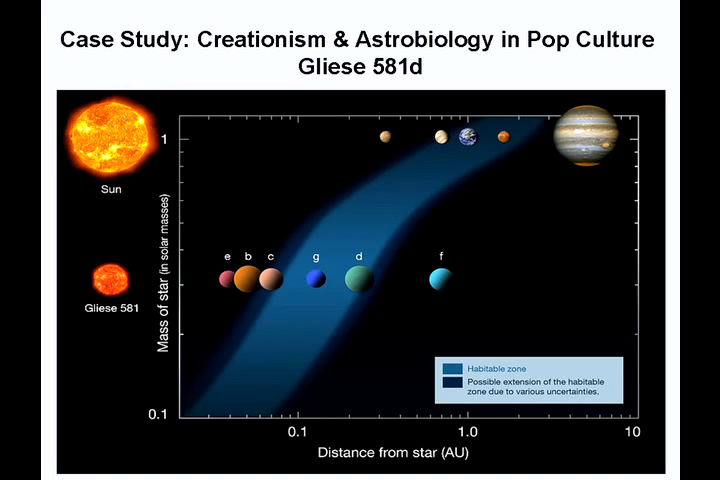 Case Study: Creationism & Astrobiology in Pop Culture
Gliese 581d
Sun
Gliese 581
Mass of star (in solar masses)
1
0.1
e b c g d f
Habitable zone
Possible extension of the habitable
zone due to various uncertainties.
0.1 1.0 10
Distance from star (AU)